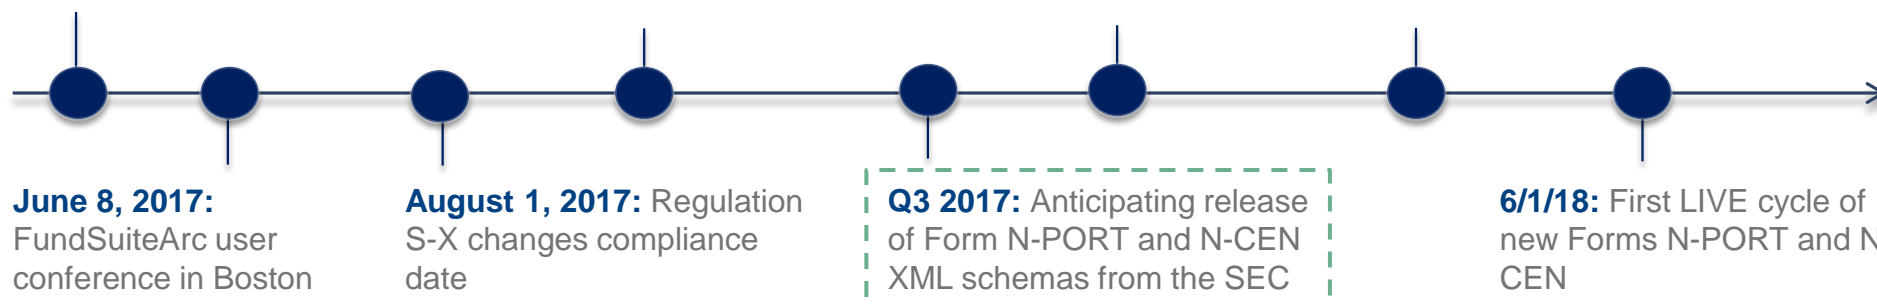 June 8, 2017:
FundSuiteArc user
conference in Boston
August 1, 2017: Regulation
S-X changes compliance
date
Q3 2017: Anticipating release
of Form N-PORT and N-CEN
XML schemas from the SEC
6/1/18: First LIVE cycle of
new Forms N-PORT and N
CEN